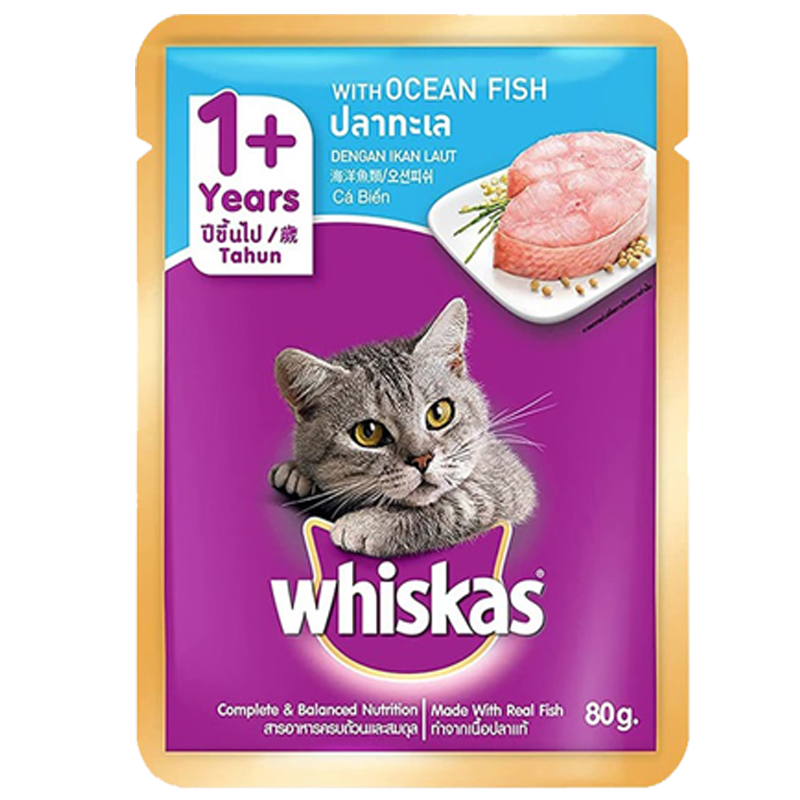 1+
Years
ปีขึ้นไป / 歲
Tahun
WITH OCEAN FISH
ปลาทะเล
DENGAN IKAN LAUT
海洋魚類/오션피쉬
Cá Biển
whiskas®
Complete & Balanced Nutrition
สารอาหารครบถ้วนและสมดุล
Made With Real Fish
ทำจากเนื้อปลาแท้
80g.